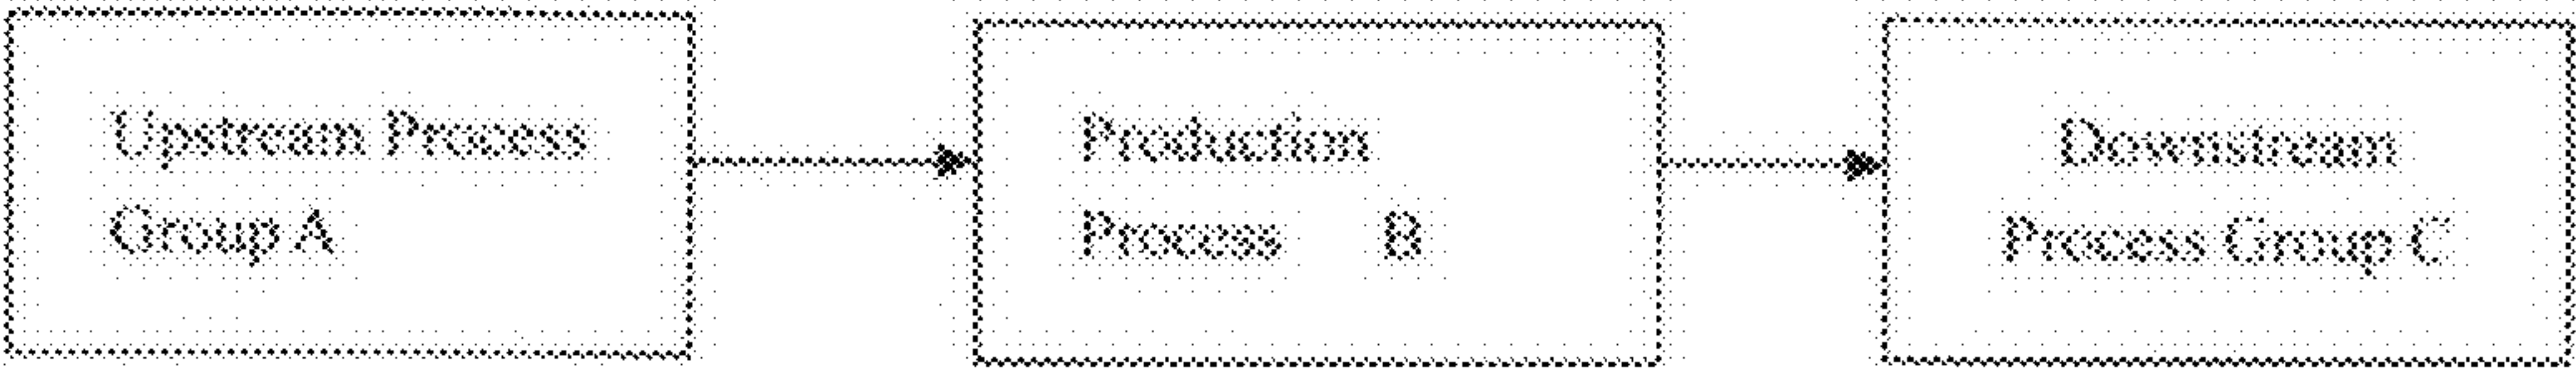 Upstream Process
Group A
Production
Process B
Downstream
Process Group C